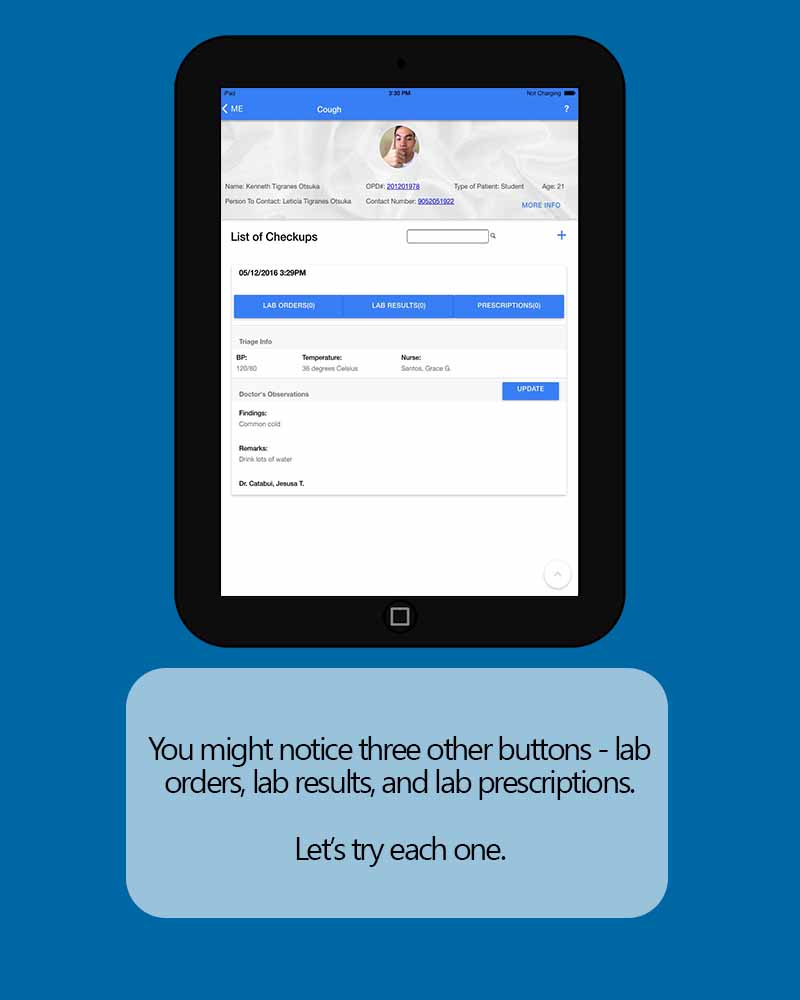 iPad 3:30 PM Not Charging
ME Cough ?
Name: Kenneth Tigranes Otsuka OPD#: 201201978 Type of Patient: Student Age: 21
Person To Contact: Leticia Tigranes Otsuka Contact Number: 9052051922 MORE INFO
List of Checkups +
05/12/2016 3:29PM
LAB ORDERS(0) LAB RESULTS(0) PRESCRIPTIONS(0)
Triage Info
BP: Temperature: Nurse:
120/80 36 degrees Celsius Santos, Grace G.
Doctor's Observations UPDATE
Findings:
Common cold
Remarks:
Drink lots of water
Dr. Catabui, Jesusa T.
You might notice three other buttons - lab
orders, lab results, and lab prescriptions.
Let's try each one.